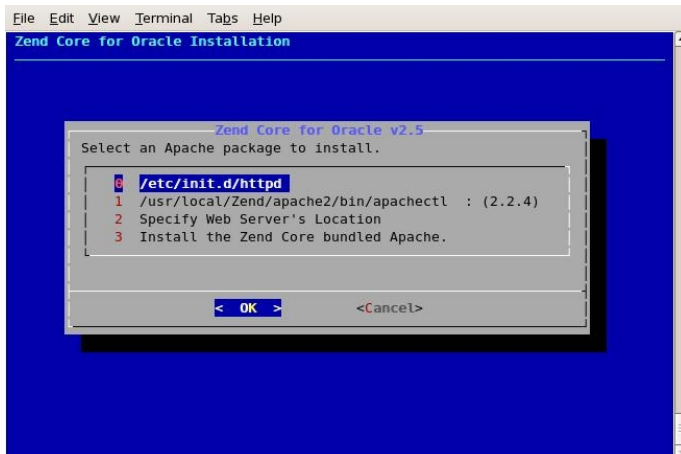 File Edit View Terminal Tabs Help
Zend Core for Oracle Installation
Zend Core for Oracle v2.5
Select an Apache package to install.
0 /etc/init.d/httpd
1 /usr/local/Zend/apache2/bin/apachectl : (2.2.4)
2 Specify Web Server's Location
3 Install the Zend Core bundled Apache.
< OK > <Cancel>